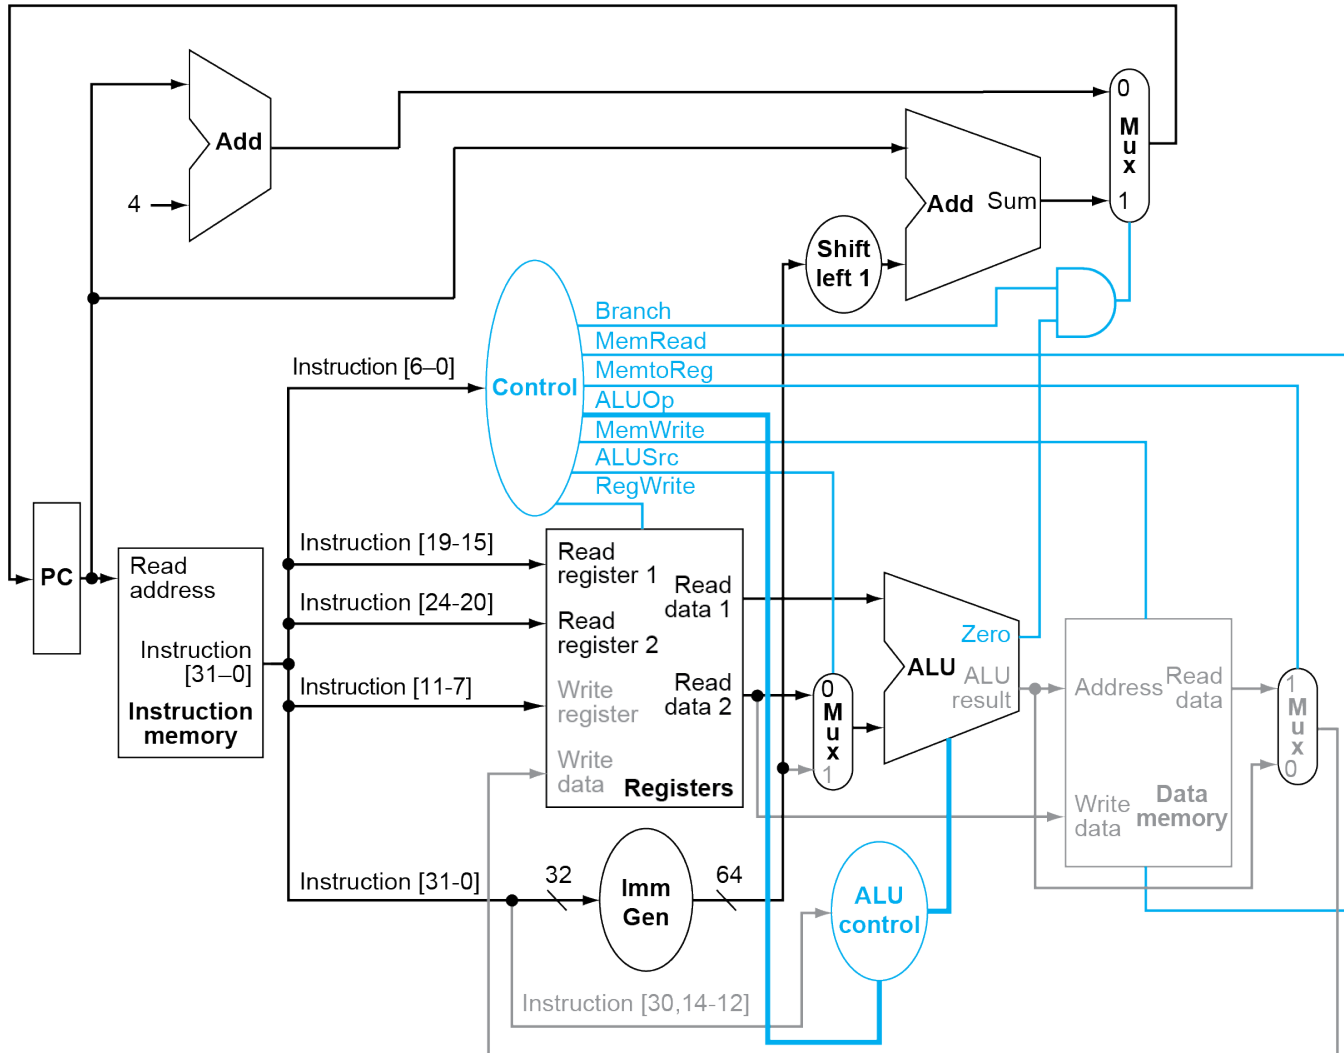 0
M
u
x
1
Add
4
Add Sum
Shift
left 1
Branch
MemRead
MemtoReg
ALUOp
MemWrite
ALUSrc
RegWrite
Control
Instruction [6–0]
PC
Read
address
Instruction
[31–0]
Instruction
memory
Instruction [19-15]
Instruction [24-20]
Instruction [11-7]
Instruction [31-0]
Read
register 1
Read
register 2
Write
register
Write
data
Read
data 1
Read
data 2
Registers
0
M
u
x
1
Zero
ALU
ALU
result
Address
Read
data
Write
data
Data
memory
1
M
u
x
0
32
Imm
Gen
64
ALU
control
Instruction [30,14-12]